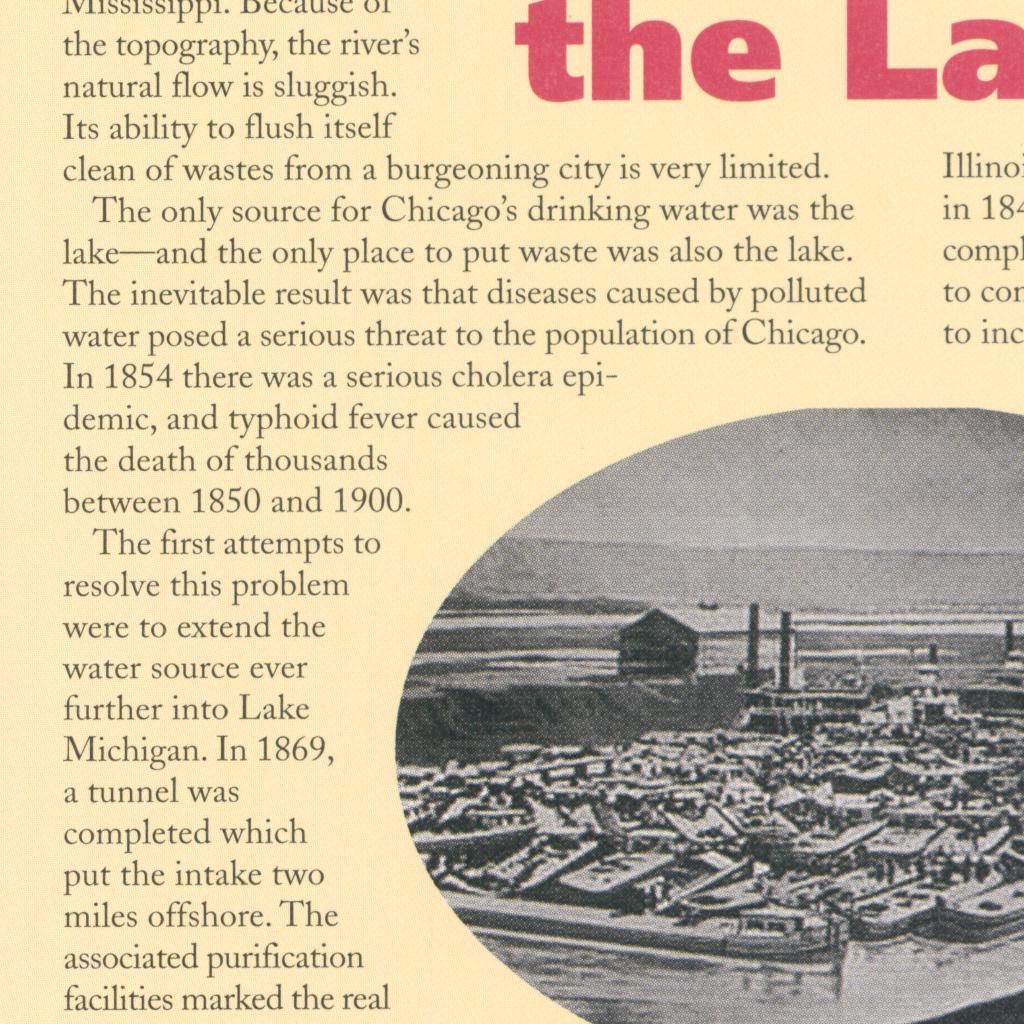 Mississippi. Because of
the topography, the river's
natural flow is sluggish.
Its ability to flush itself
clean of wastes from a burgeoning city is very limited.
The only source for Chicago's drinking water was the
lake—and the only place to put waste was also the lake.
The inevitable result was that diseases caused by polluted
water posed a serious threat to the population of Chicago.
In 1854 there was a serious cholera epi-
demic, and typhoid fever caused
the death of thousands
between 1850 and 1900.
The first attempts to
resolve this problem
were to extend the
water source ever
further into Lake
Michigan. In 1869,
a tunnel was
completed which
put the intake two
miles offshore. The
associated purification
facilities marked the real
the La
Illinoi
in 184
compl
to con
to inc